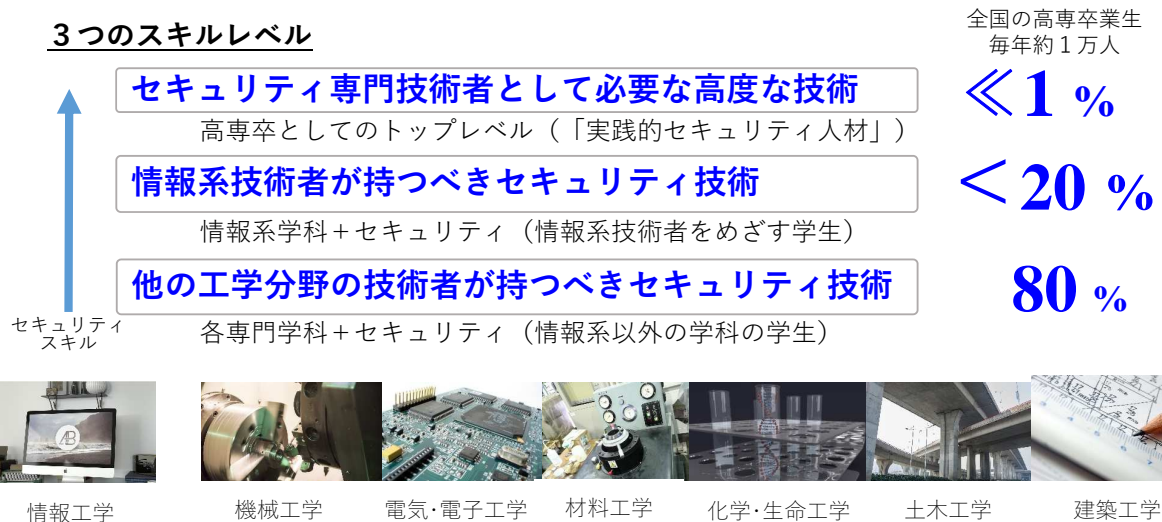 3つのスキルレベル
全国の高専卒業生
毎年約1万人
セキュリティ専門技術者として必要な高度な技術
≪1 %
高専卒としてのトップレベル（「実践的セキュリティ人材」）
情報系技術者が持つべきセキュリティ技術
＜20 %
情報系学科＋セキュリティ（情報系技術者をめざす学生）
他の工学分野の技術者が持つべきセキュリティ技術
80 %
各専門学科＋セキュリティ（情報系以外の学科の学生）
セキュリティ
スキル
情報工学
機械工学
電気･電子工学
材料工学
化学･生命工学
土木工学
建築工学